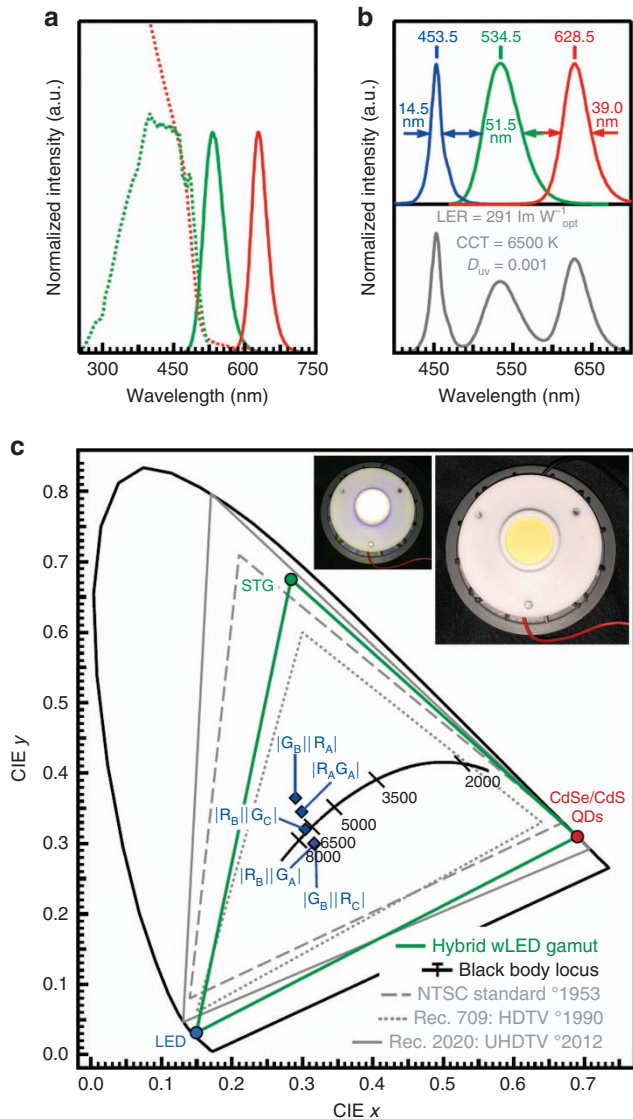 a
b
Normalized intensity (a.u.)
250
450
600
750
Wavelength (nm)
Normalized intensity (a.u.)
453.5
534.5
628.5
14.5
nm
51.5
nm
39.0
nm
LER = 291 lm W⁻¹opt
CCT = 6500 K
Duv = 0.001
450
550
650
Wavelength (nm)
c
CIE y
0.8
0.7
0.6
0.5
0.4
0.3
0.2
0.1
0.0
STG
|GB||RA|
|RAGA|
|RB||GC|
|RB||GA|
|GB||RC|
2000
3500
5000
6500
8000
CdSe/CdS
QDs
LED
Hybrid wLED gamut
Black body locus
NTSC standard °1953
Rec. 709: HDTV °1990
Rec. 2020: UHDTV °2012
0.0
0.1
0.2
0.3
0.4
0.5
0.6
0.7
CIE x